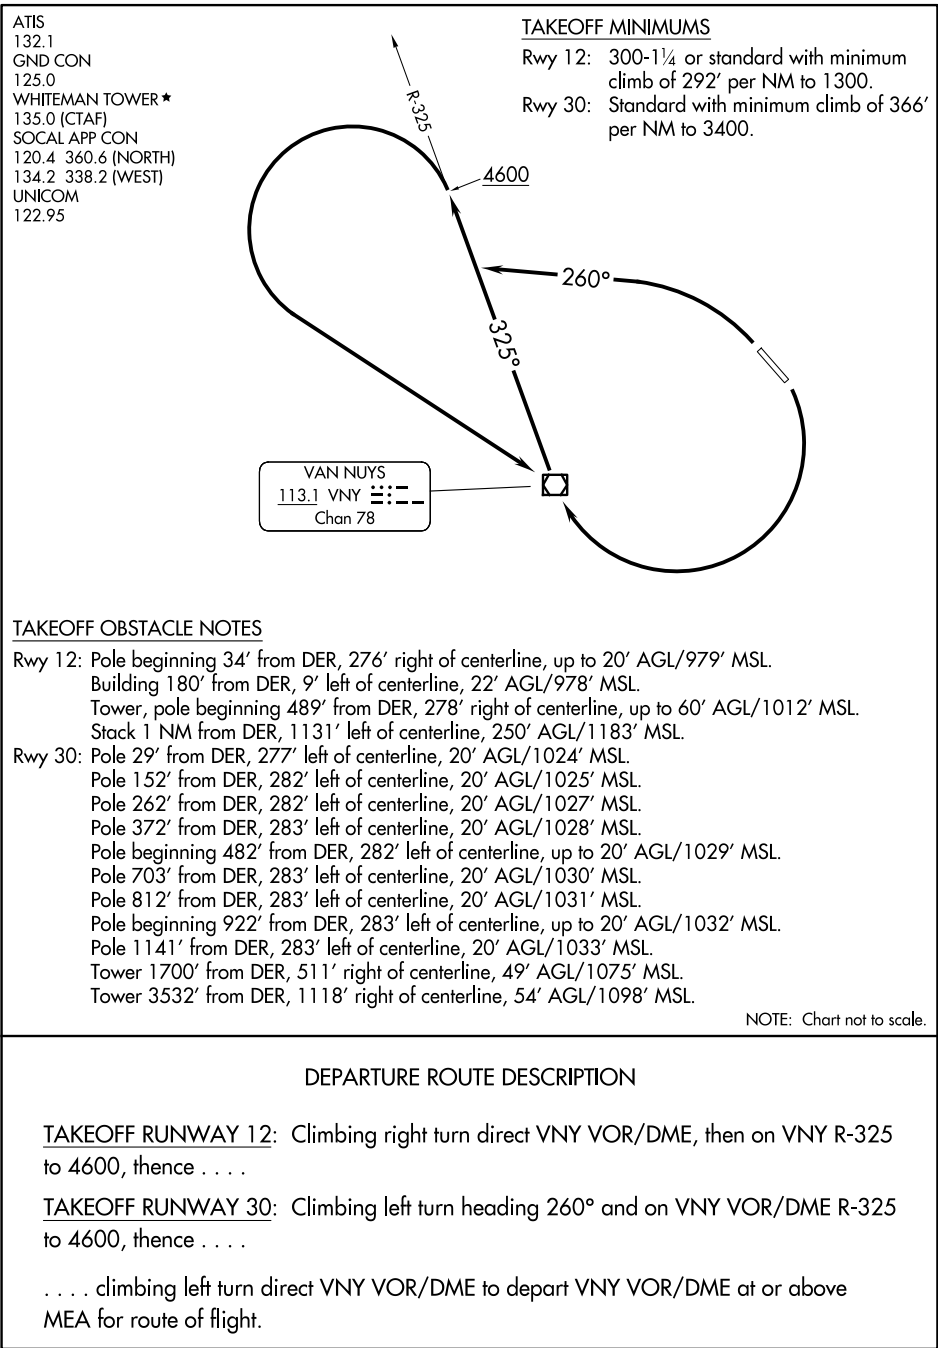 ATIS
132.1
GND CON
125.0
WHITEMAN TOWER★
135.0 (CTAF)
SOCAL APP CON
120.4 360.6 (NORTH)
134.2 338.2 (WEST)
UNICOM
122.95
TAKEOFF MINIMUMS
Rwy 12: 300-1¼ or standard with minimum
climb of 292′ per NM to 1300.
Rwy 30: Standard with minimum climb of 366′
per NM to 3400.
R-325
4600
260°
325°
VAN NUYS
113.1 VNY
Chan 78
TAKEOFF OBSTACLE NOTES
Rwy 12: Pole beginning 34′ from DER, 276′ right of centerline, up to 20′ AGL/979′ MSL.
Building 180′ from DER, 9′ left of centerline, 22′ AGL/978′ MSL.
Tower, pole beginning 489′ from DER, 278′ right of centerline, up to 60′ AGL/1012′ MSL.
Stack 1 NM from DER, 1131′ left of centerline, 250′ AGL/1183′ MSL.
Rwy 30: Pole 29′ from DER, 277′ left of centerline, 20′ AGL/1024′ MSL.
Pole 152′ from DER, 282′ left of centerline, 20′ AGL/1025′ MSL.
Pole 262′ from DER, 282′ left of centerline, 20′ AGL/1027′ MSL.
Pole 372′ from DER, 283′ left of centerline, 20′ AGL/1028′ MSL.
Pole beginning 482′ from DER, 282′ left of centerline, up to 20′ AGL/1029′ MSL.
Pole 703′ from DER, 283′ left of centerline, 20′ AGL/1030′ MSL.
Pole 812′ from DER, 283′ left of centerline, 20′ AGL/1031′ MSL.
Pole beginning 922′ from DER, 283′ left of centerline, up to 20′ AGL/1032′ MSL.
Pole 1141′ from DER, 283′ left of centerline, 20′ AGL/1033′ MSL.
Tower 1700′ from DER, 511′ right of centerline, 49′ AGL/1075′ MSL.
Tower 3532′ from DER, 1118′ right of centerline, 54′ AGL/1098′ MSL.
NOTE: Chart not to scale.
DEPARTURE ROUTE DESCRIPTION
TAKEOFF RUNWAY 12: Climbing right turn direct VNY VOR/DME, then on VNY R-325
to 4600, thence . . . .
TAKEOFF RUNWAY 30: Climbing left turn heading 260° and on VNY VOR/DME R-325
to 4600, thence . . . .
. . . . climbing left turn direct VNY VOR/DME to depart VNY VOR/DME at or above
MEA for route of flight.